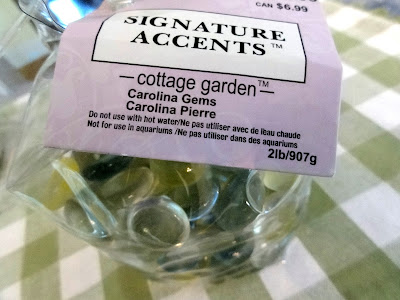 CAN $6.99
SIGNATURE
ACCENTS™
cottage garden™
Carolina Gems
Carolina Pierre
Do not use with hot water/Ne pas utiliser avec de leau chaude
Not for use in aquariums /Ne pas utiliser dans des aquariums
2lb/907g